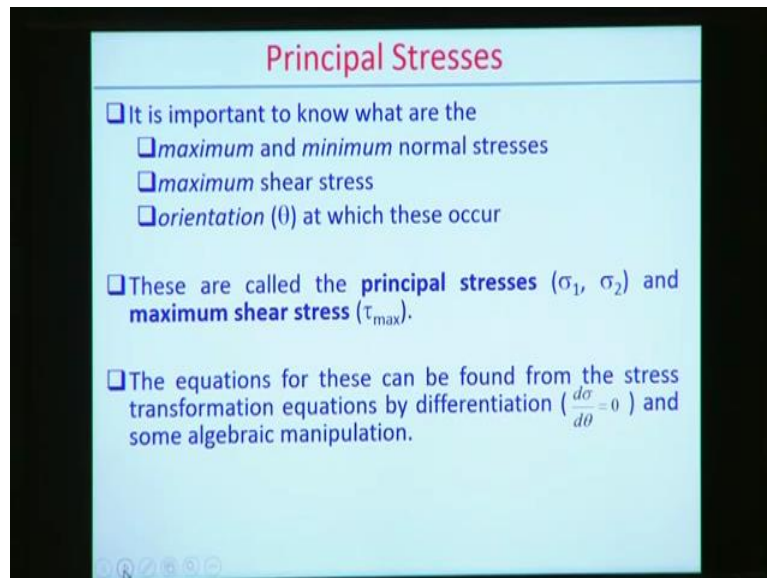 Principal Stresses
❑It is important to know what are the
❑maximum and minimum normal stresses
❑maximum shear stress
❑orientation (θ) at which these occur
❑These are called the principal stresses (σ₁, σ₂) and
maximum shear stress (τmax).
❑The equations for these can be found from the stress
transformation equations by differentiation ( dσ/dθ = 0 ) and
some algebraic manipulation.